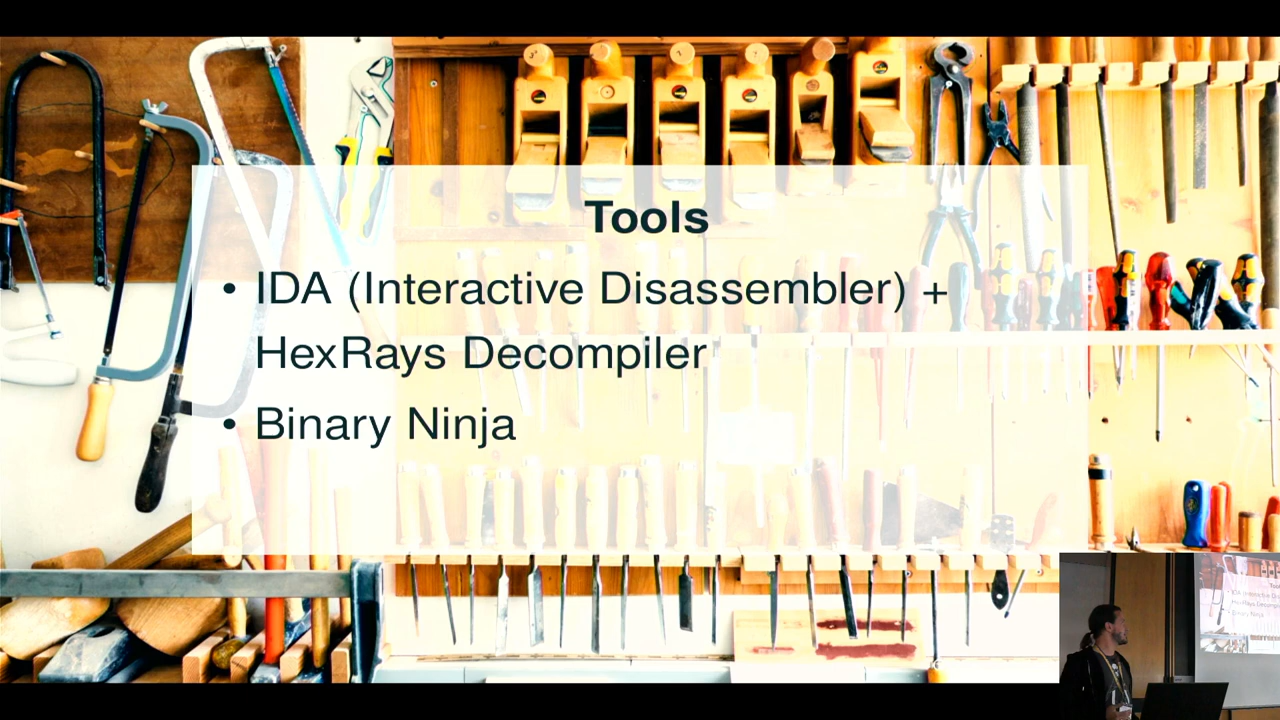 Tools
• IDA (Interactive Disassembler) +
HexRays Decompiler
• Binary Ninja